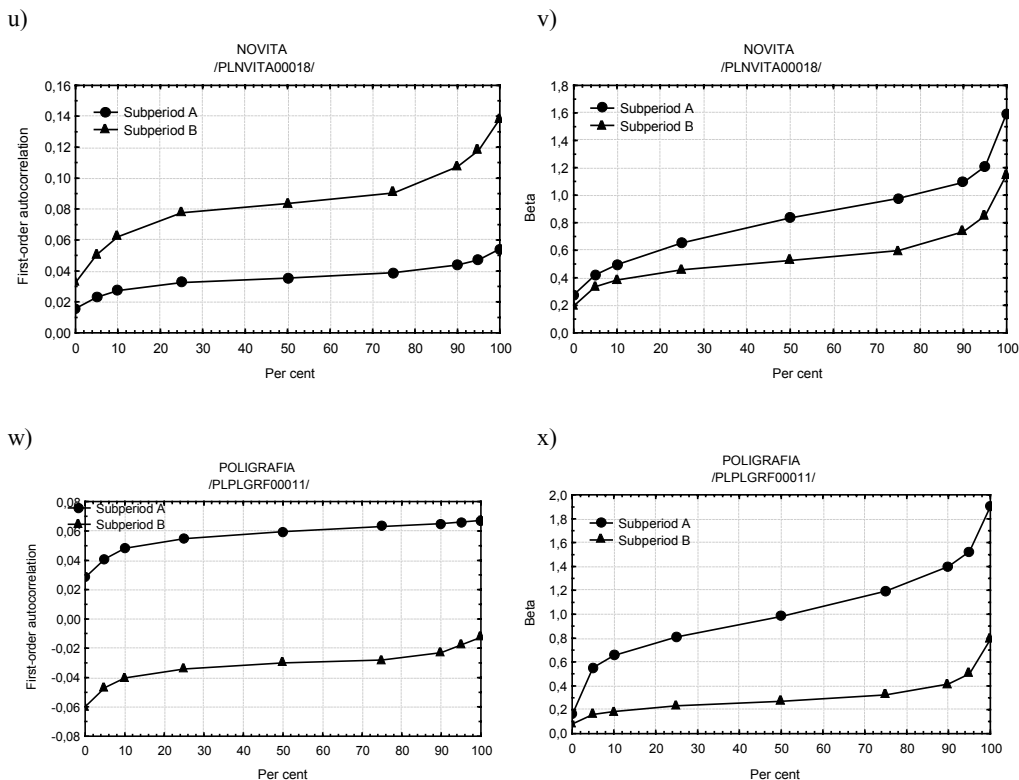 u)
NOVITA
/PLNVITA00018/
0,16
0,14
0,12
0,10
0,08
0,06
0,04
0,02
0,00
First-order autocorrelation
Subperiod A
Subperiod B
0 10 20 30 40 50 60 70 80 90 100
Per cent
v)
NOVITA
/PLNVITA00018/
1,8
1,6
1,4
1,2
1,0
0,8
0,6
0,4
0,2
0,0
Beta
Subperiod A
Subperiod B
0 10 20 30 40 50 60 70 80 90 100
Per cent
w)
POLIGRAFIA
/PLPLGRF00011/
0,08
0,06
0,04
0,02
0,00
-0,02
-0,04
-0,06
-0,08
First-order autocorrelation
Subperiod A
Subperiod B
0 10 20 30 40 50 60 70 80 90 100
Per cent
x)
POLIGRAFIA
/PLPLGRF00011/
2,0
1,8
1,6
1,4
1,2
1,0
0,8
0,6
0,4
0,2
0,0
Beta
Subperiod A
Subperiod B
0 10 20 30 40 50 60 70 80 90 100
Per cent